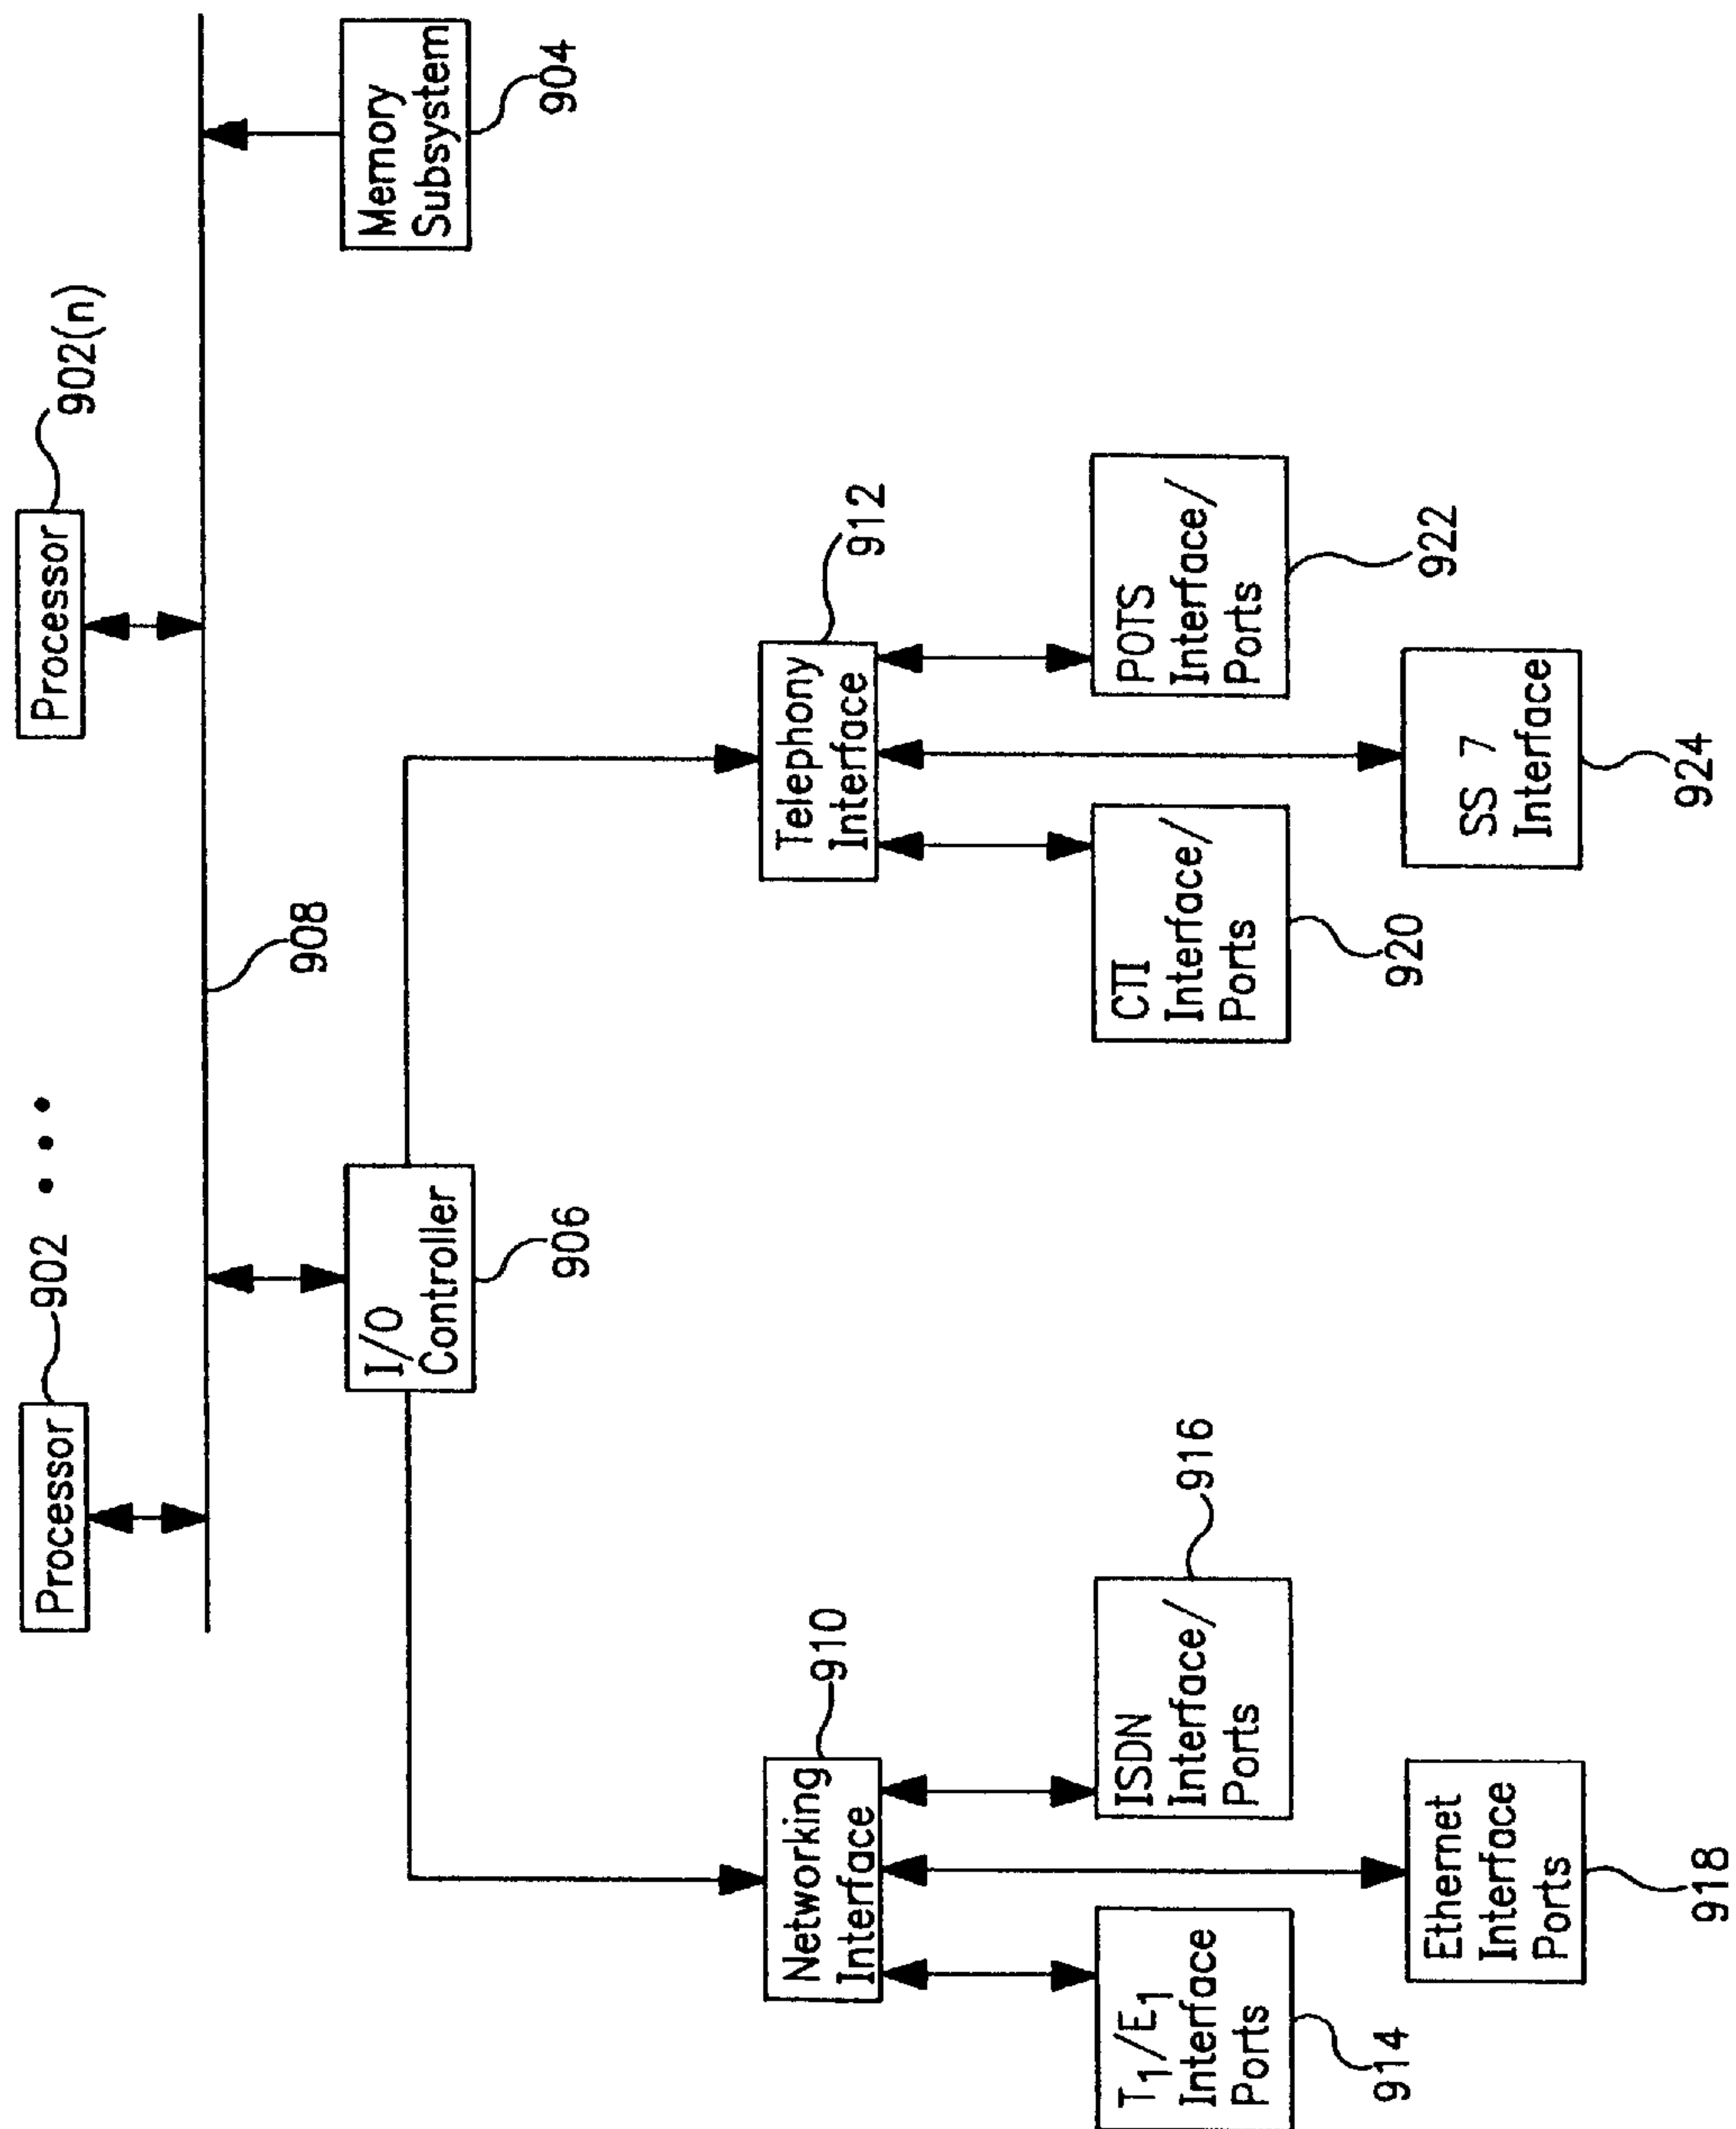 Processor
902
Processor
902(n)
908
I/O
Controller
906
Memory
Subsystem
904
Networking
Interface
910
Telephony
Interface
912
T1/E1
Interface
Ports
914
ISDN
Interface/
Ports
916
Ethernet
Interface
Ports
918
CTI
Interface/
Ports
920
POTS
Interface/
Ports
922
SS 7
Interface
924